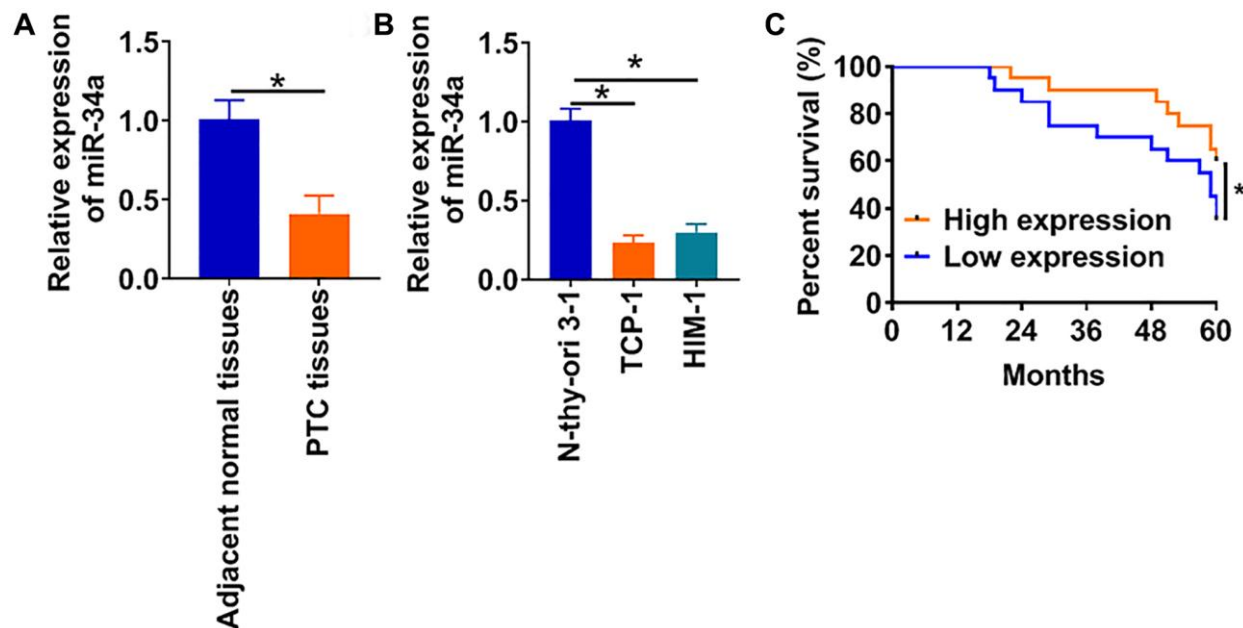 A
Relative expression
of miR-34a
1.5
1.0
0.5
0.0
*
Adjacent normal tissues
PTC tissues
B
Relative expression
of miR-34a
1.5
1.0
0.5
0.0
*
*
N-thy-ori 3-1
TCP-1
HIM-1
C
Percent survival (%)
100
80
60
40
20
0
High expression
Low expression
*
0 12 24 36 48 60
Months